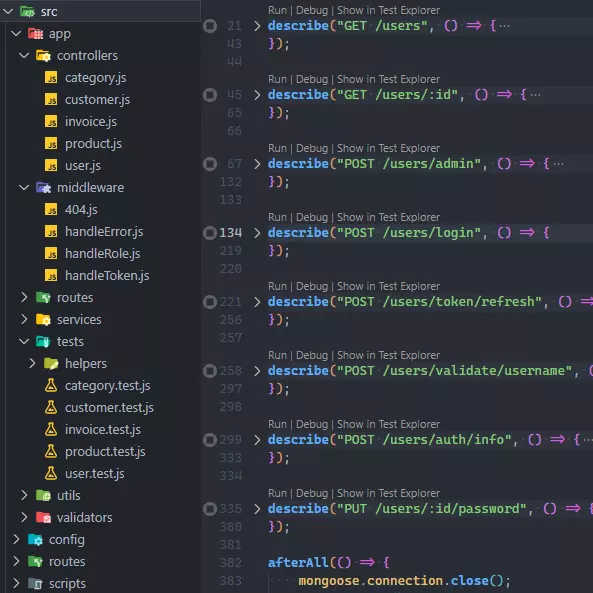 src
app
controllers
category.js
customer.js
invoice.js
product.js
user.js
middleware
404.js
handleError.js
handleRole.js
handleToken.js
routes
services
tests
helpers
category.test.js
customer.test.js
invoice.test.js
product.test.js
user.test.js
utils
validators
config
routes
scripts
Run | Debug | Show in Test Explorer
21 describe("GET /users", () => { ···
43 });
44
Run | Debug | Show in Test Explorer
45 describe("GET /users/:id", () => { ···
65 });
66
Run | Debug | Show in Test Explorer
67 describe("POST /users/admin", () => { ···
132 });
133
Run | Debug | Show in Test Explorer
134 describe("POST /users/login", () => {
219 });
220
Run | Debug | Show in Test Explorer
221 describe("POST /users/token/refresh", () =>
256 });
257
Run | Debug | Show in Test Explorer
258 describe("POST /users/validate/username", (
297 });
298
Run | Debug | Show in Test Explorer
299 describe("POST /users/auth/info", () => { ···
333 });
334
Run | Debug | Show in Test Explorer
335 describe("PUT /users/:id/password", () => {
380 });
381
382 afterAll(() => {
383 mongoose.connection.close();